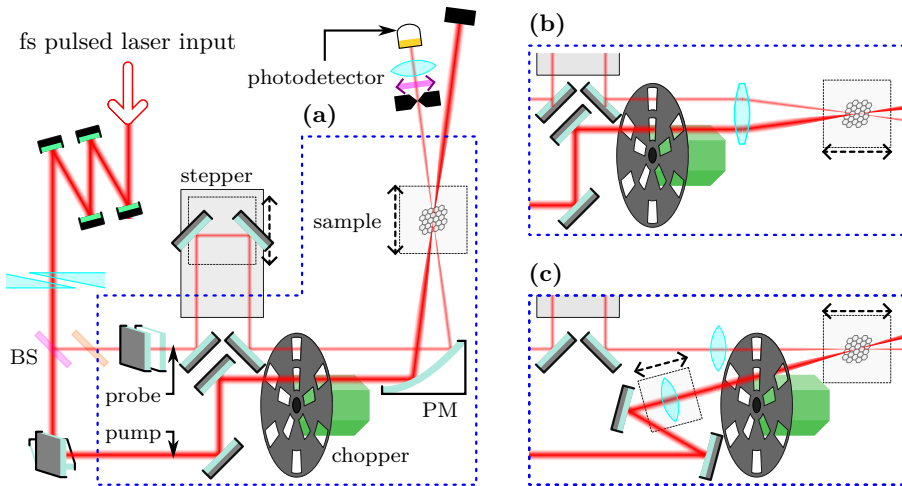 fs pulsed laser input
photodetector
(a)
stepper
sample
BS
probe
pump
PM
chopper
(b)
(c)